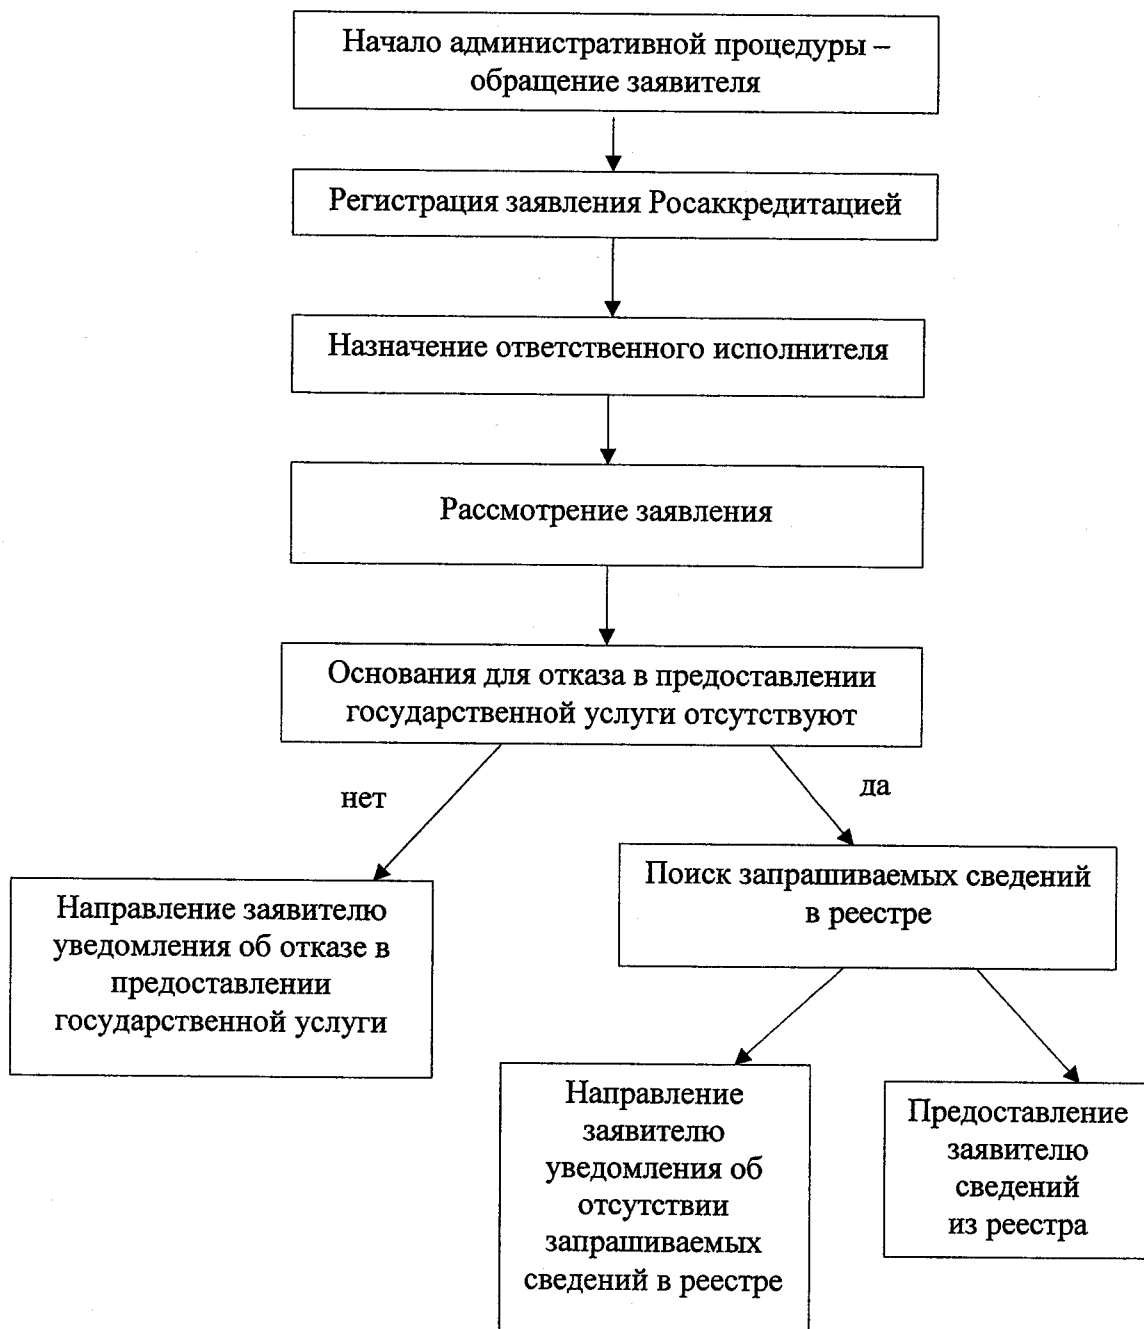 Начало административной процедуры –
обращение заявителя
Регистрация заявления Росаккредитацией
Назначение ответственного исполнителя
Рассмотрение заявления
Основания для отказа в предоставлении
государственной услуги отсутствуют
нет
да
Направление заявителю
уведомления об отказе в
предоставлении
государственной услуги
Поиск запрашиваемых сведений
в реестре
Направление
заявителю
уведомления об
отсутствии
запрашиваемых
сведений в реестре
Предоставление
заявителю
сведений
из реестра